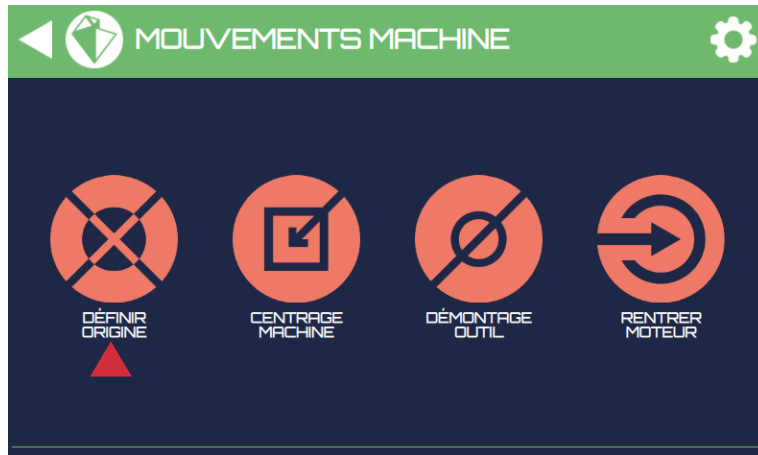 MOUVEMENTS MACHINE
DÉFINIR
ORIGINE
CENTRAGE
MACHINE
DÉMONTAGE
OUTIL
RENTRER
MOTEUR